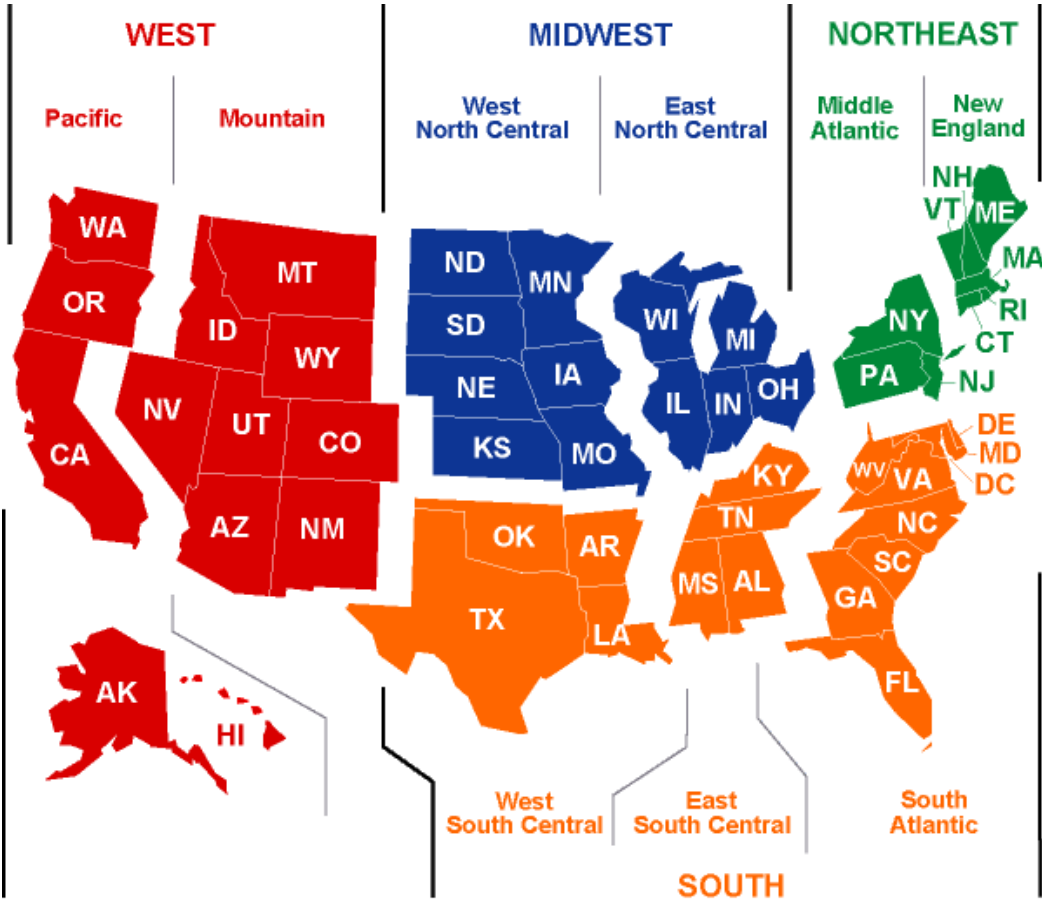 WEST
MIDWEST
NORTHEAST
Pacific
Mountain
West
North Central
East
North Central
Middle
Atlantic
New
England
NH
VT
ME
MA
RI
CT
NY
PA
NJ
WA
OR
CA
MT
ID
WY
NV
UT
CO
AZ
NM
ND
MN
SD
WI
MI
NE
IA
IL
IN
OH
KS
MO
DE
MD
DC
WV
VA
KY
TN
NC
SC
OK
AR
MS
AL
GA
TX
LA
FL
AK
HI
West
South Central
East
South Central
South
Atlantic
SOUTH